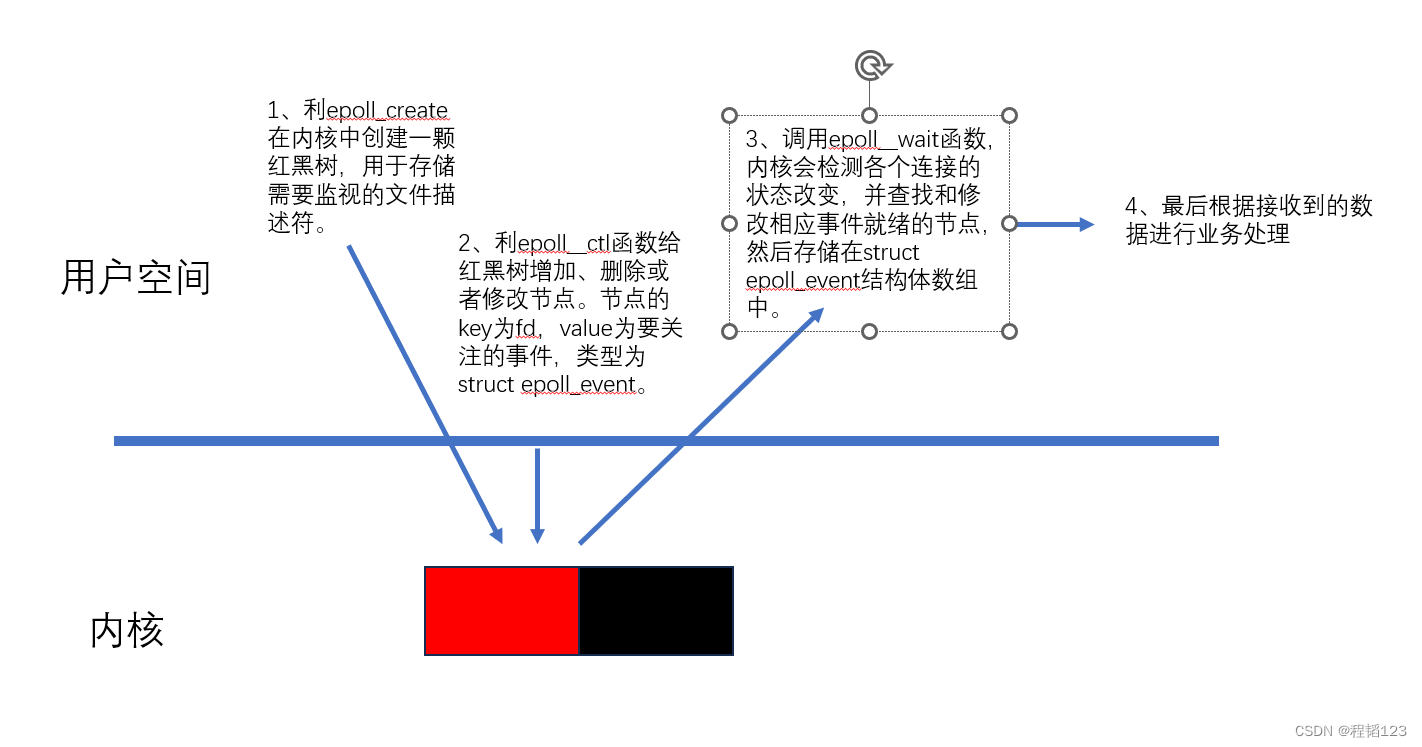 1、利epoll_create
在内核中创建一颗
红黑树，用于存储
需要监视的文件描
述符。
2、利epoll__ctl函数给
红黑树增加、删除或
者修改节点。节点的
key为fd，value为要关
注的事件，类型为
struct epoll_event。
3、调用epoll__wait函数,
内核会检测各个连接的
状态改变，并查找和修
改相应事件就绪的节点，
然后存储在struct
epoll_event结构体数组
中。
4、最后根据接收到的数
据进行业务处理
用户空间
内核
CSDN @程韬123